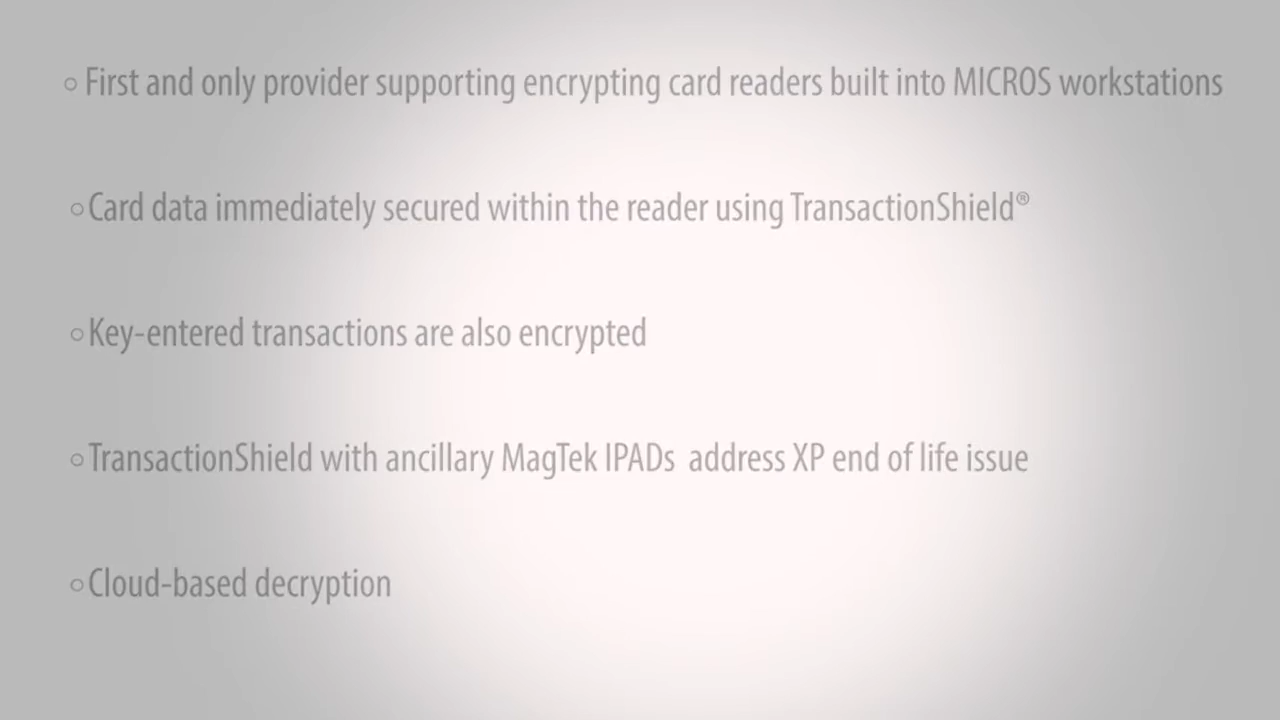 ◦ First and only provider supporting encrypting card readers built into MICROS workstations
◦ Card data immediately secured within the reader using TransactionShield®
◦ Key-entered transactions are also encrypted
◦ TransactionShield with ancillary MagTek IPADs address XP end of life issue
◦ Cloud-based decryption